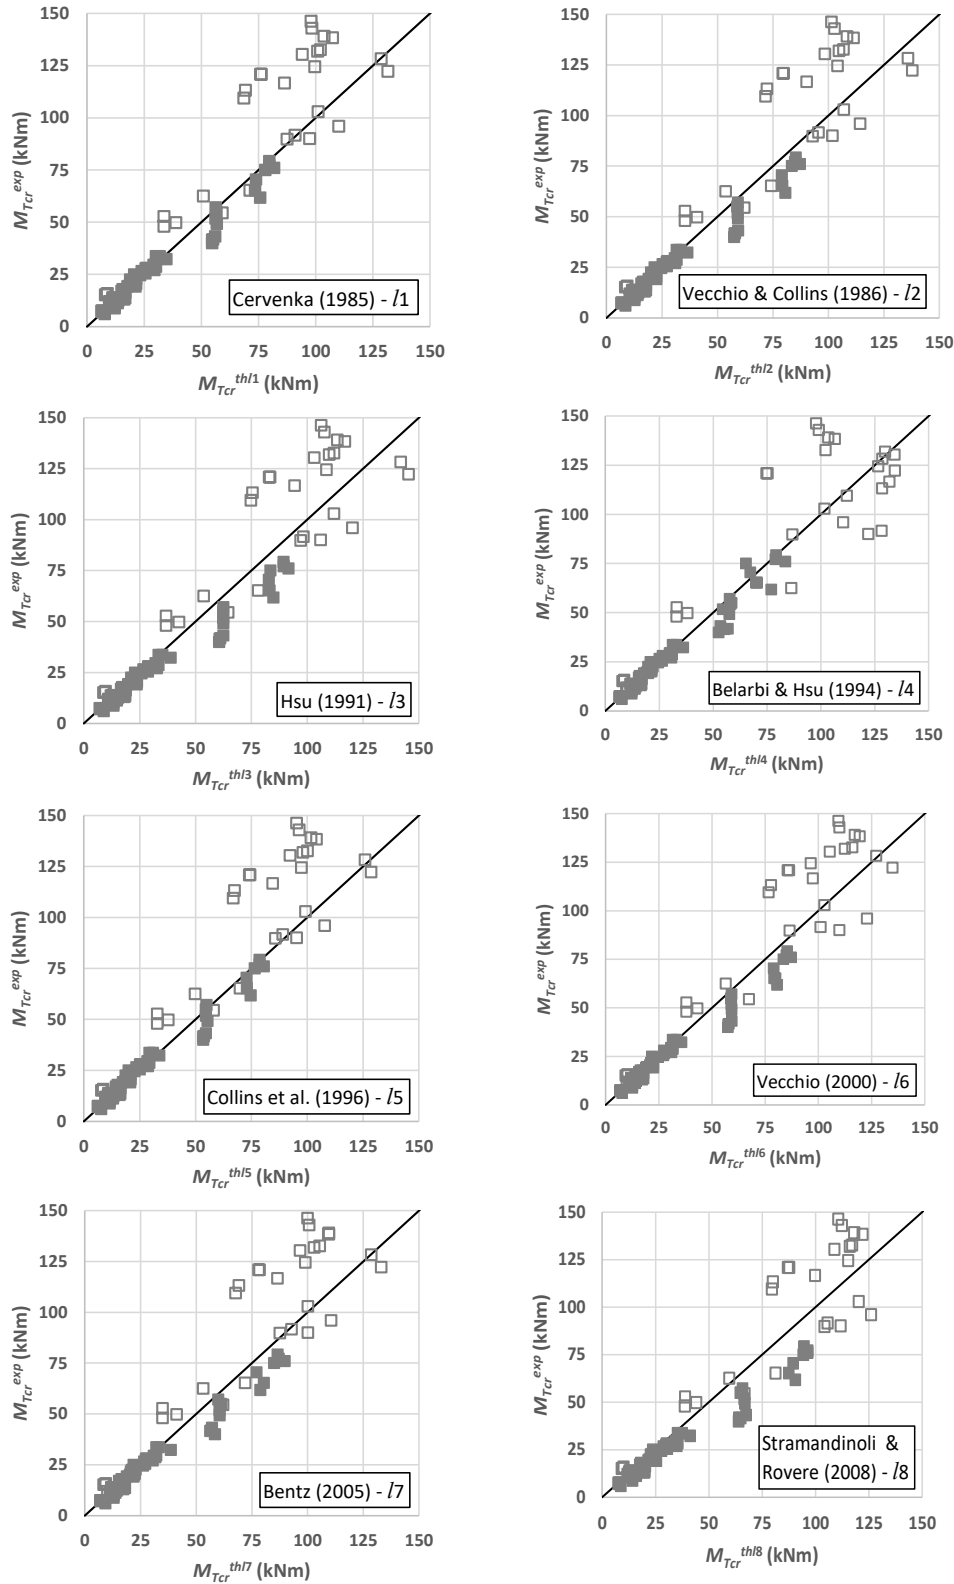 150
125
100
75
50
25
0
M_Tcr^exp (kNm)
Cervenka (1985) - l1
0 25 50 75 100 125 150
M_Tcr^thl1 (kNm)
150
125
100
75
50
25
0
M_Tcr^exp (kNm)
Vecchio & Collins (1986) - l2
0 25 50 75 100 125 150
M_Tcr^thl2 (kNm)
150
125
100
75
50
25
0
M_Tcr^exp (kNm)
Hsu (1991) - l3
0 25 50 75 100 125 150
M_Tcr^thl3 (kNm)
150
125
100
75
50
25
0
M_Tcr^exp (kNm)
Belarbi & Hsu (1994) - l4
0 25 50 75 100 125 150
M_Tcr^thl4 (kNm)
150
125
100
75
50
25
0
M_Tcr^exp (kNm)
Collins et al. (1996) - l5
0 25 50 75 100 125 150
M_Tcr^thl5 (kNm)
150
125
100
75
50
25
0
M_Tcr^exp (kNm)
Vecchio (2000) - l6
0 25 50 75 100 125 150
M_Tcr^thl6 (kNm)
150
125
100
75
50
25
0
M_Tcr^exp (kNm)
Bentz (2005) - l7
0 25 50 75 100 125 150
M_Tcr^thl7 (kNm)
150
125
100
75
50
25
0
M_Tcr^exp (kNm)
Stramandinoli &
Rovere (2008) - l8
0 25 50 75 100 125 150
M_Tcr^thl8 (kNm)